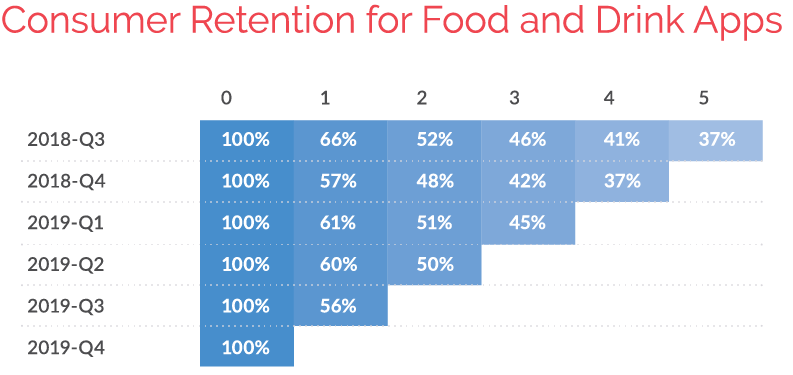 Consumer Retention for Food and Drink Apps
0 1 2 3 4 5
2018-Q3 100% 66% 52% 46% 41% 37%
2018-Q4 100% 57% 48% 42% 37%
2019-Q1 100% 61% 51% 45%
2019-Q2 100% 60% 50%
2019-Q3 100% 56%
2019-Q4 100%